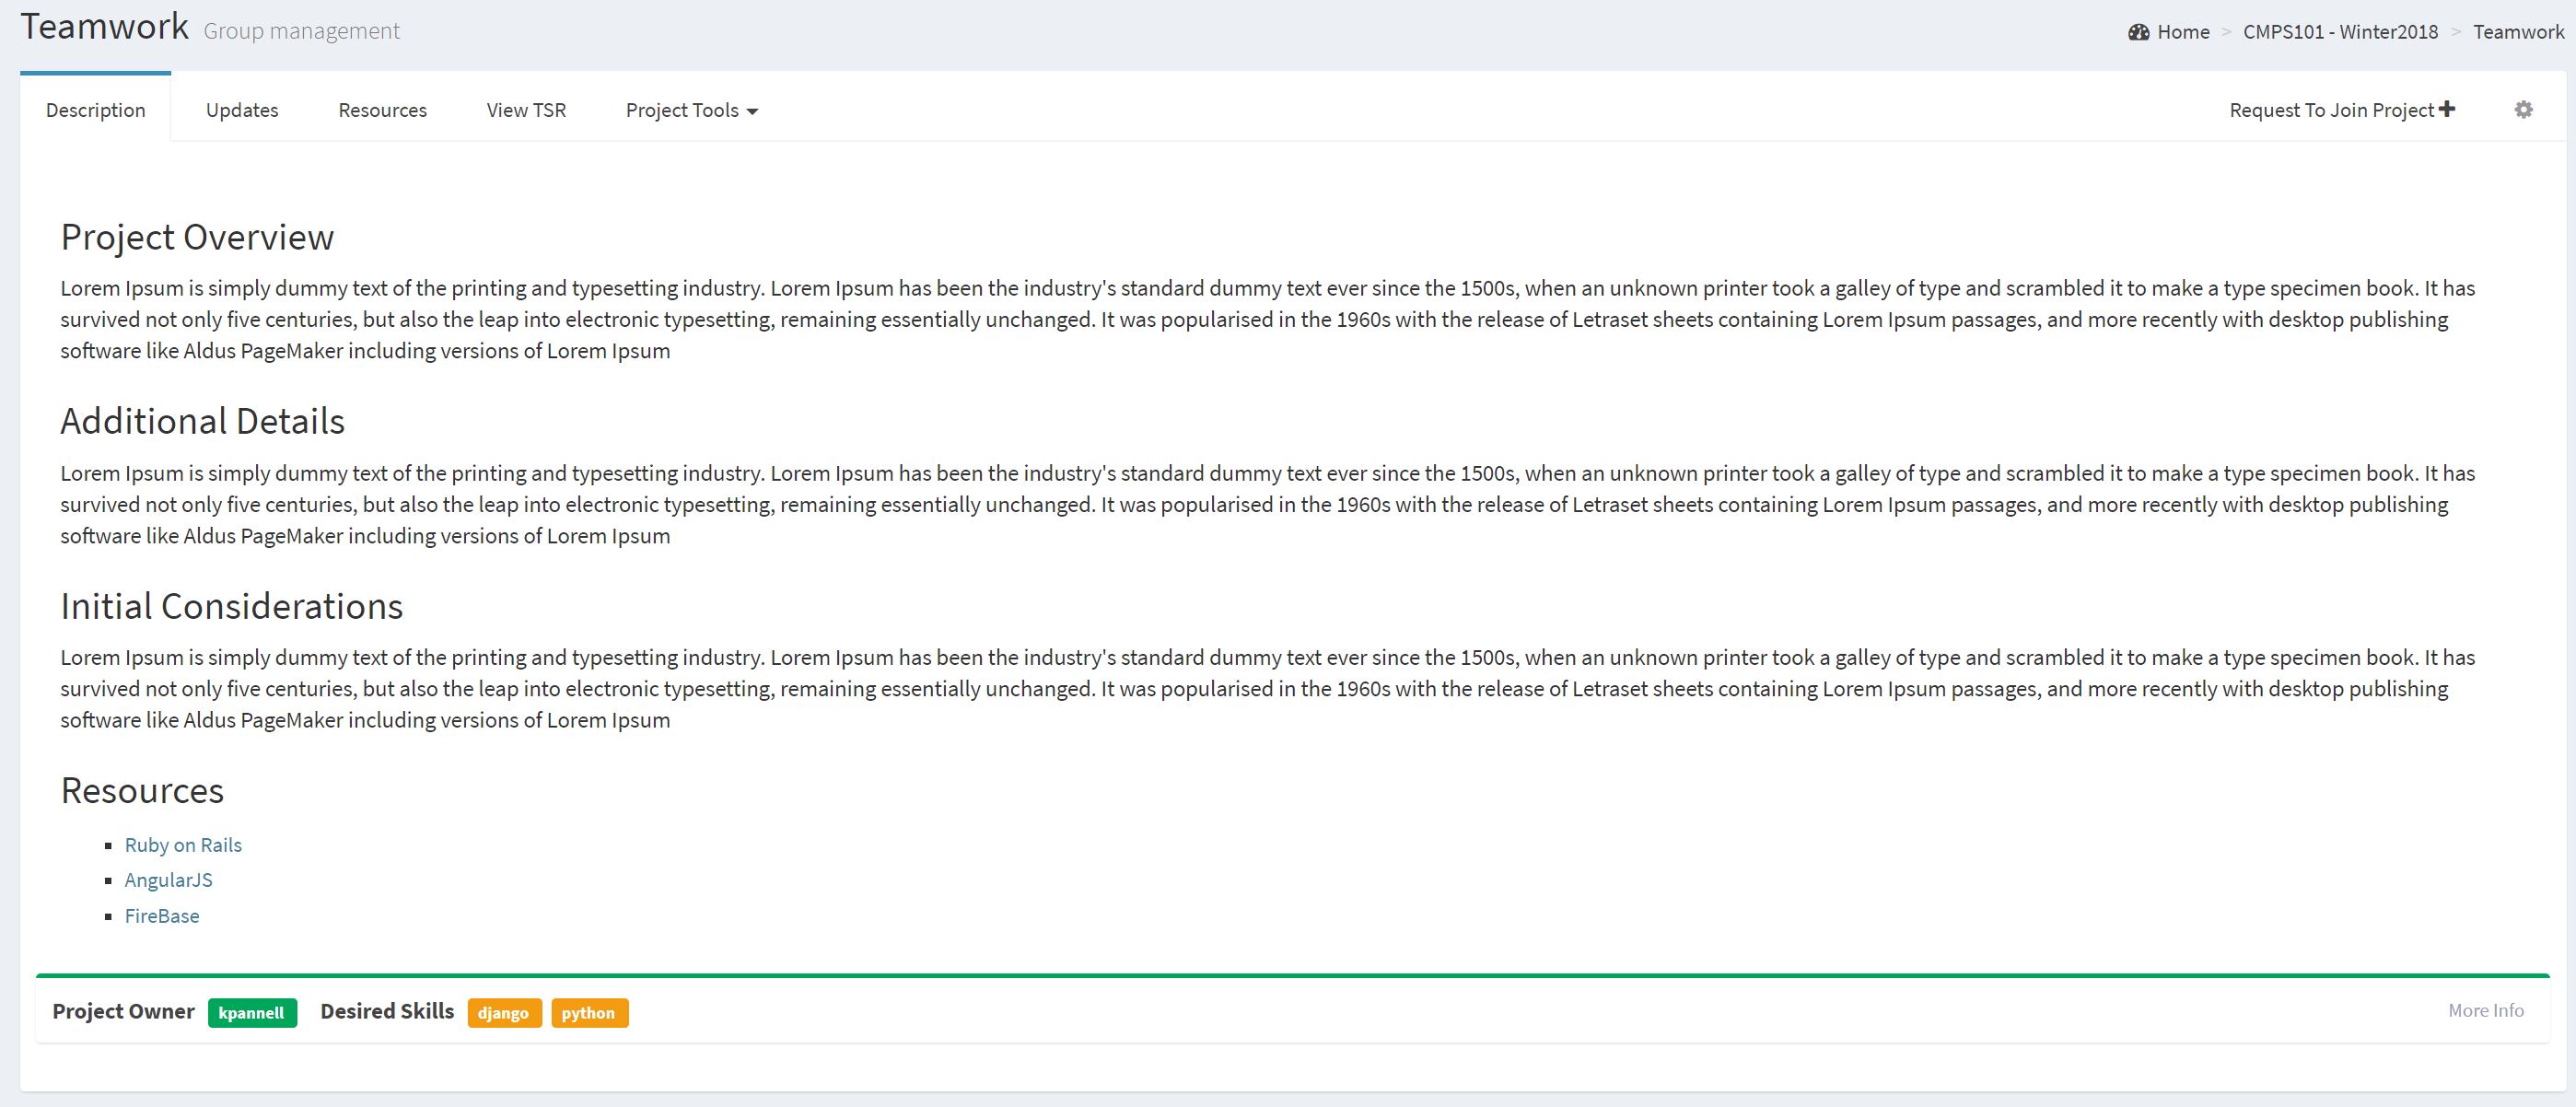 Teamwork Group management
Home > CMPS101 - Winter2018 > Teamwork
Description Updates Resources View TSR Project Tools Request To Join Project
Project Overview
Lorem Ipsum is simply dummy text of the printing and typesetting industry. Lorem Ipsum has been the industry's standard dummy text ever since the 1500s, when an unknown printer took a galley of type and scrambled it to make a type specimen book. It has
survived not only five centuries, but also the leap into electronic typesetting, remaining essentially unchanged. It was popularised in the 1960s with the release of Letraset sheets containing Lorem Ipsum passages, and more recently with desktop publishing
software like Aldus PageMaker including versions of Lorem Ipsum
Additional Details
Lorem Ipsum is simply dummy text of the printing and typesetting industry. Lorem Ipsum has been the industry's standard dummy text ever since the 1500s, when an unknown printer took a galley of type and scrambled it to make a type specimen book. It has
survived not only five centuries, but also the leap into electronic typesetting, remaining essentially unchanged. It was popularised in the 1960s with the release of Letraset sheets containing Lorem Ipsum passages, and more recently with desktop publishing
software like Aldus PageMaker including versions of Lorem Ipsum
Initial Considerations
Lorem Ipsum is simply dummy text of the printing and typesetting industry. Lorem Ipsum has been the industry's standard dummy text ever since the 1500s, when an unknown printer took a galley of type and scrambled it to make a type specimen book. It has
survived not only five centuries, but also the leap into electronic typesetting, remaining essentially unchanged. It was popularised in the 1960s with the release of Letraset sheets containing Lorem Ipsum passages, and more recently with desktop publishing
software like Aldus PageMaker including versions of Lorem Ipsum
Resources
Ruby on Rails
AngularJS
FireBase
Project Owner kpannell Desired Skills django python More Info